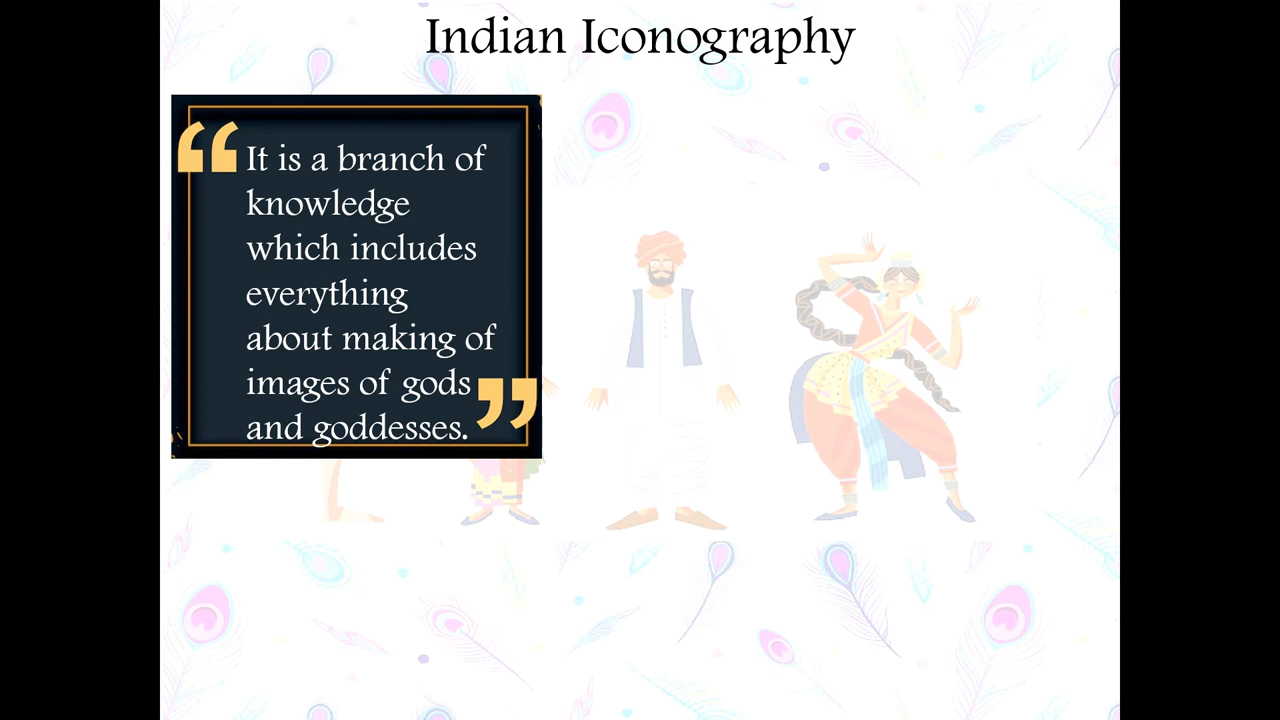 Indian Iconography
“ It is a branch of
knowledge
which includes
everything
about making of
images of gods
and goddesses. ”